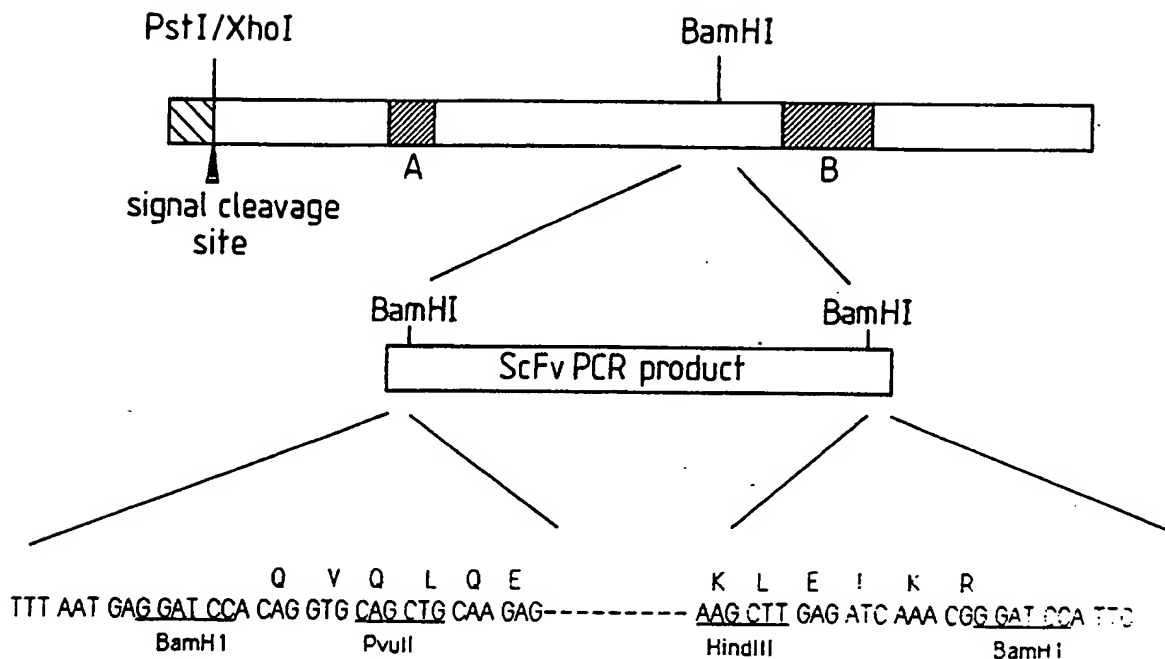 PstI/XhoI BamHI
A B
signal cleavage
site
BamHI BamHI
ScFv PCR product
Q V Q L Q E K L E I K R
TTT AAT GAG GAT CCA CAG GTG CAG CTG CAA GAG---------- AAG CTT GAG ATC AAA CGG GAT CCA TTC
BamH1 PvuII HindIII BamHi